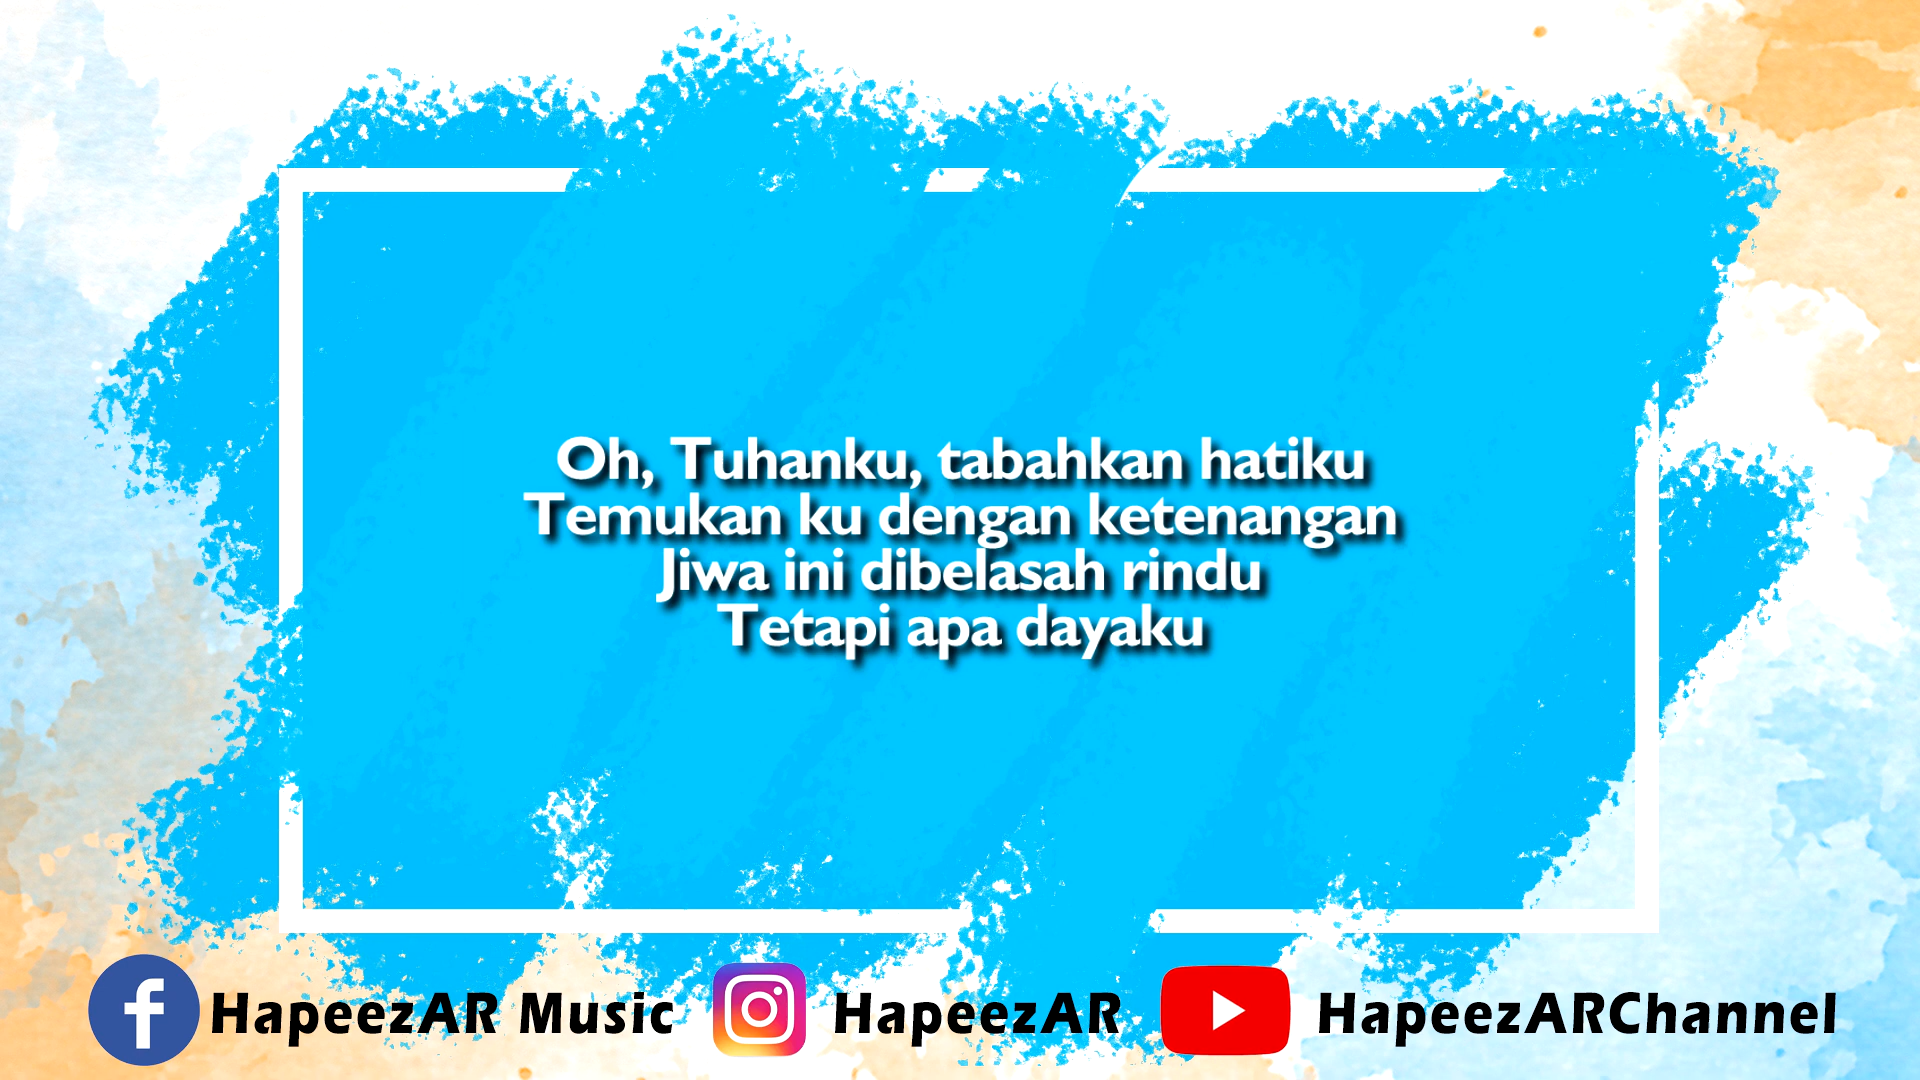 Oh, Tuhanku, tabahkan hatiku
Temukan ku dengan ketenangan
Jiwa ini dibelasah rindu
Tetapi apa dayaku
HapeezAR Music HapeezAR HapeezARChannel